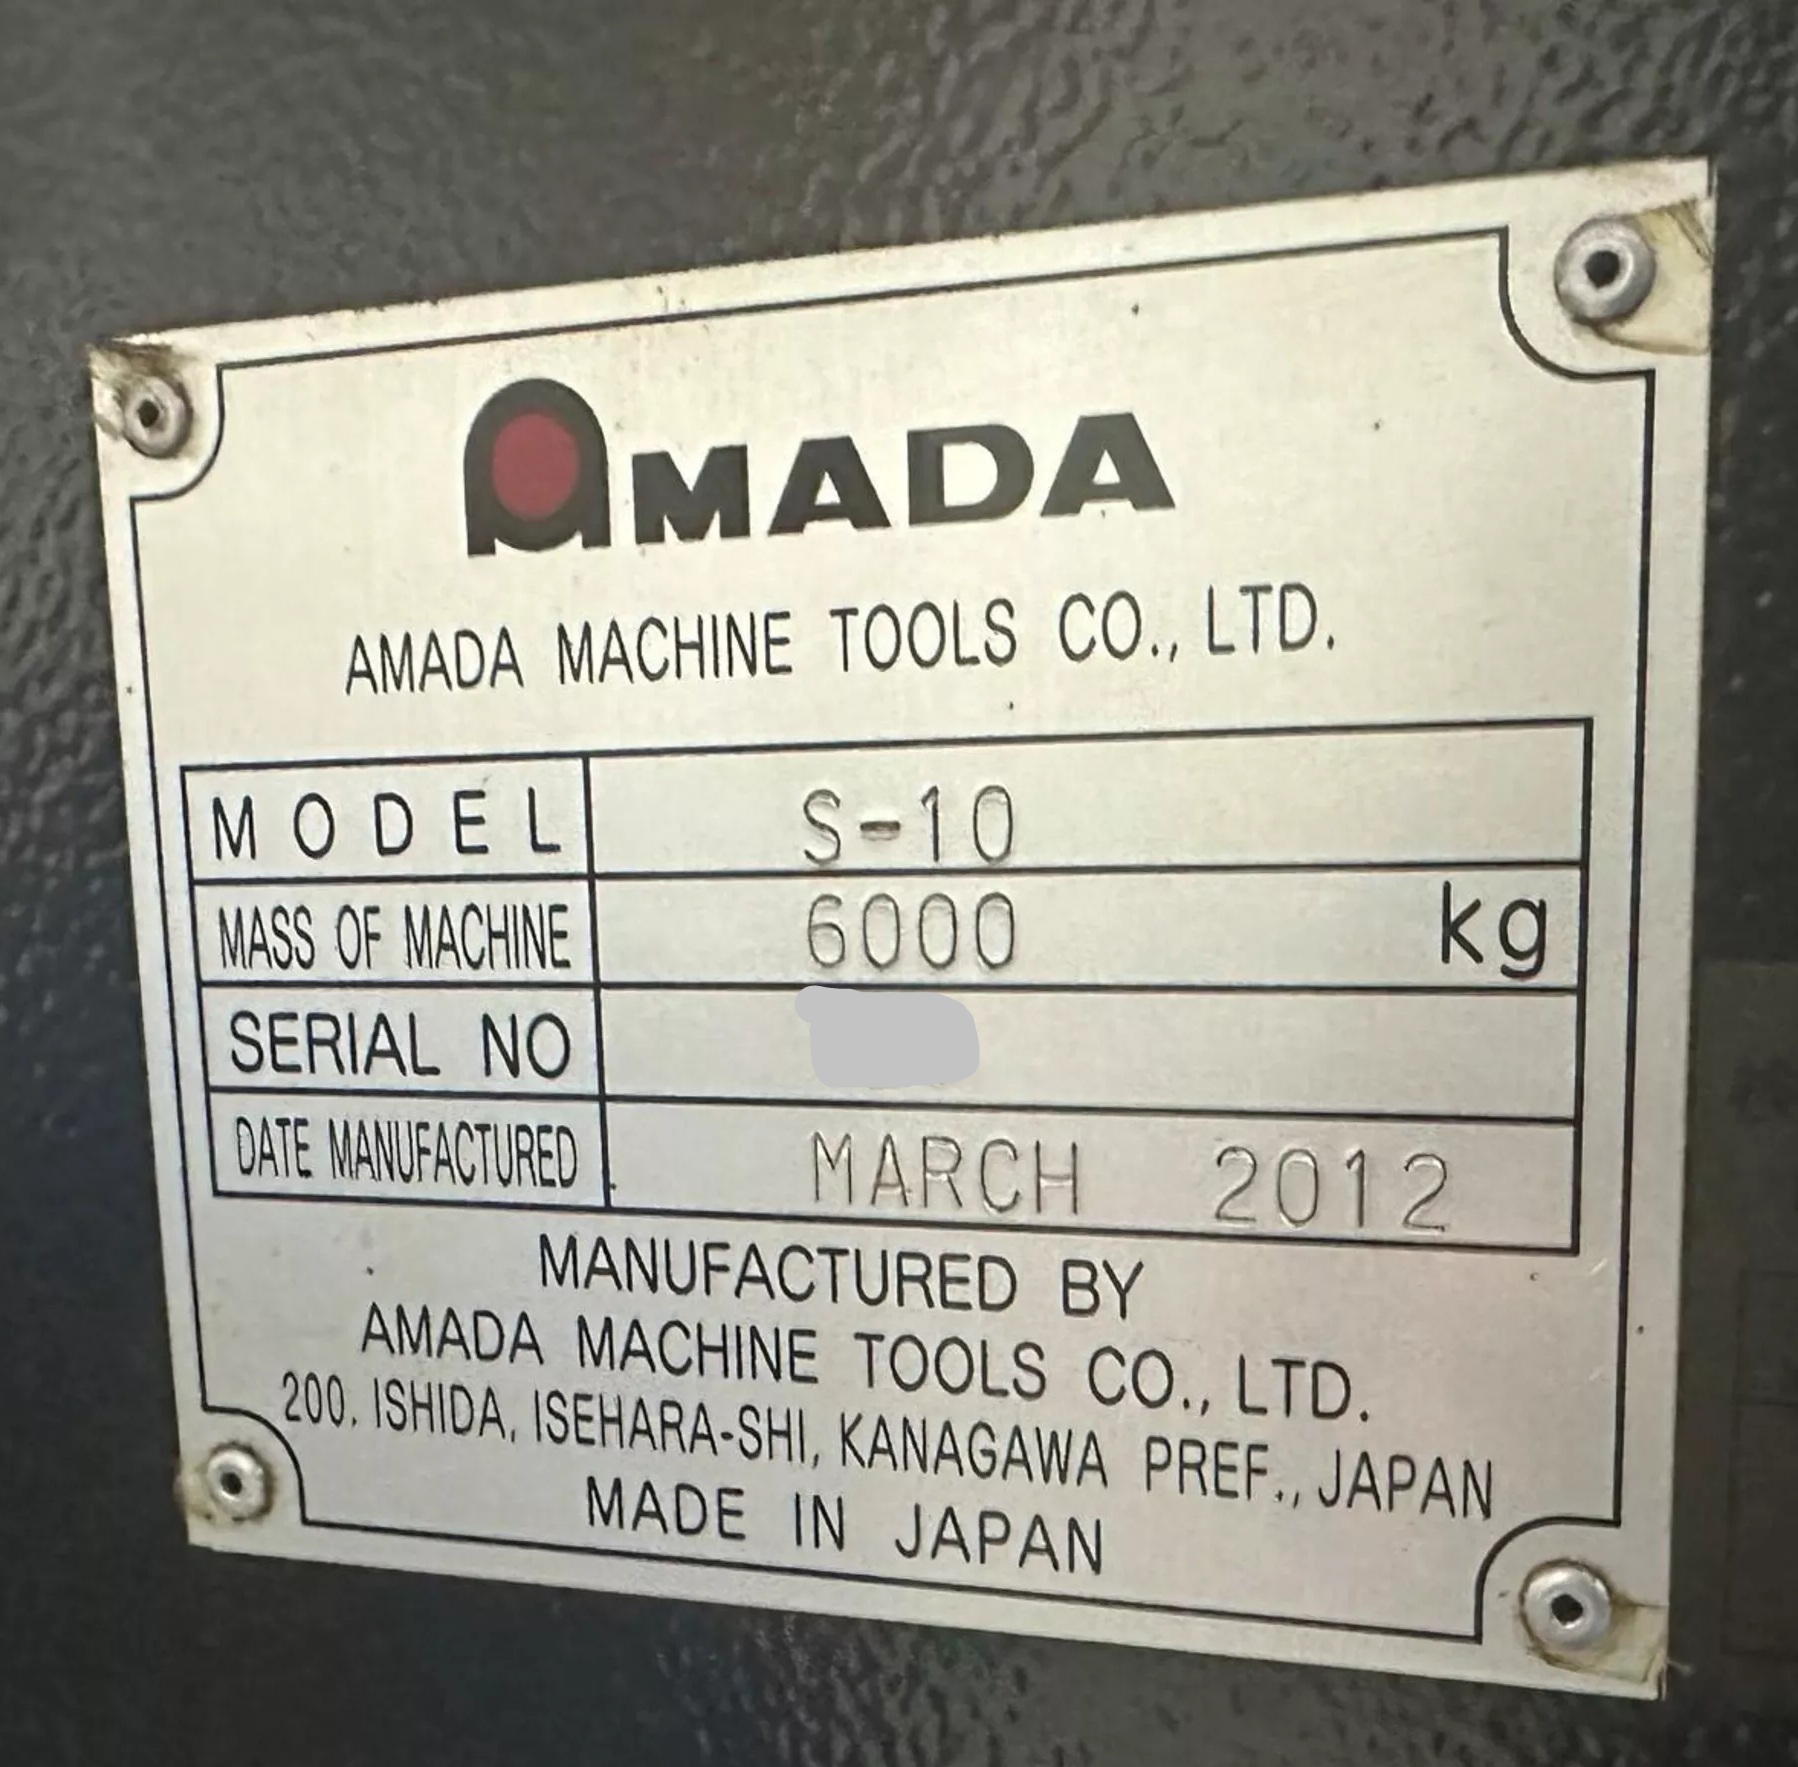 AMADA
AMADA MACHINE TOOLS CO., LTD.
MODEL S-10
MASS OF MACHINE 6000 kg
SERIAL NO
DATE MANUFACTURED MARCH 2012
MANUFACTURED BY
AMADA MACHINE TOOLS CO., LTD.
200, ISHIDA, ISEHARA-SHI, KANAGAWA PREF., JAPAN
MADE IN JAPAN